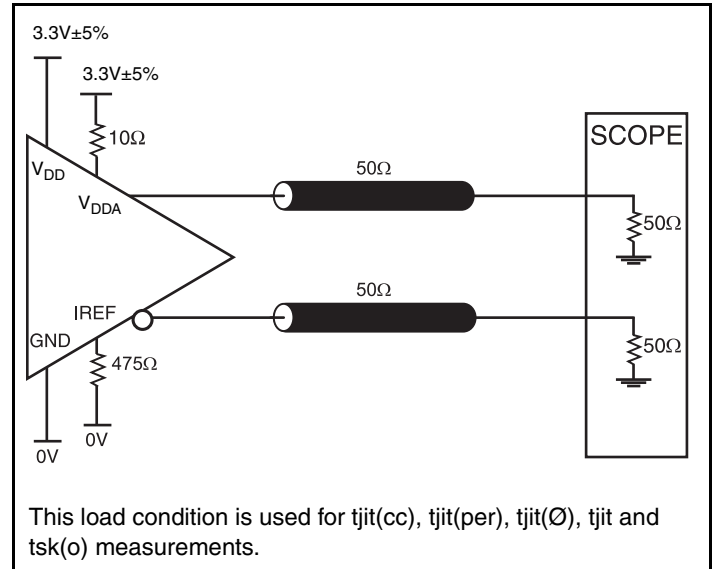 3.3V±5%
3.3V±5%
10Ω
SCOPE
VDD
50Ω
VDDA
50Ω
50Ω
IREF
GND
50Ω
475Ω
0V
0V
This load condition is used for tjit(cc), tjit(per), tjit(Ø), tjit and
tsk(o) measurements.